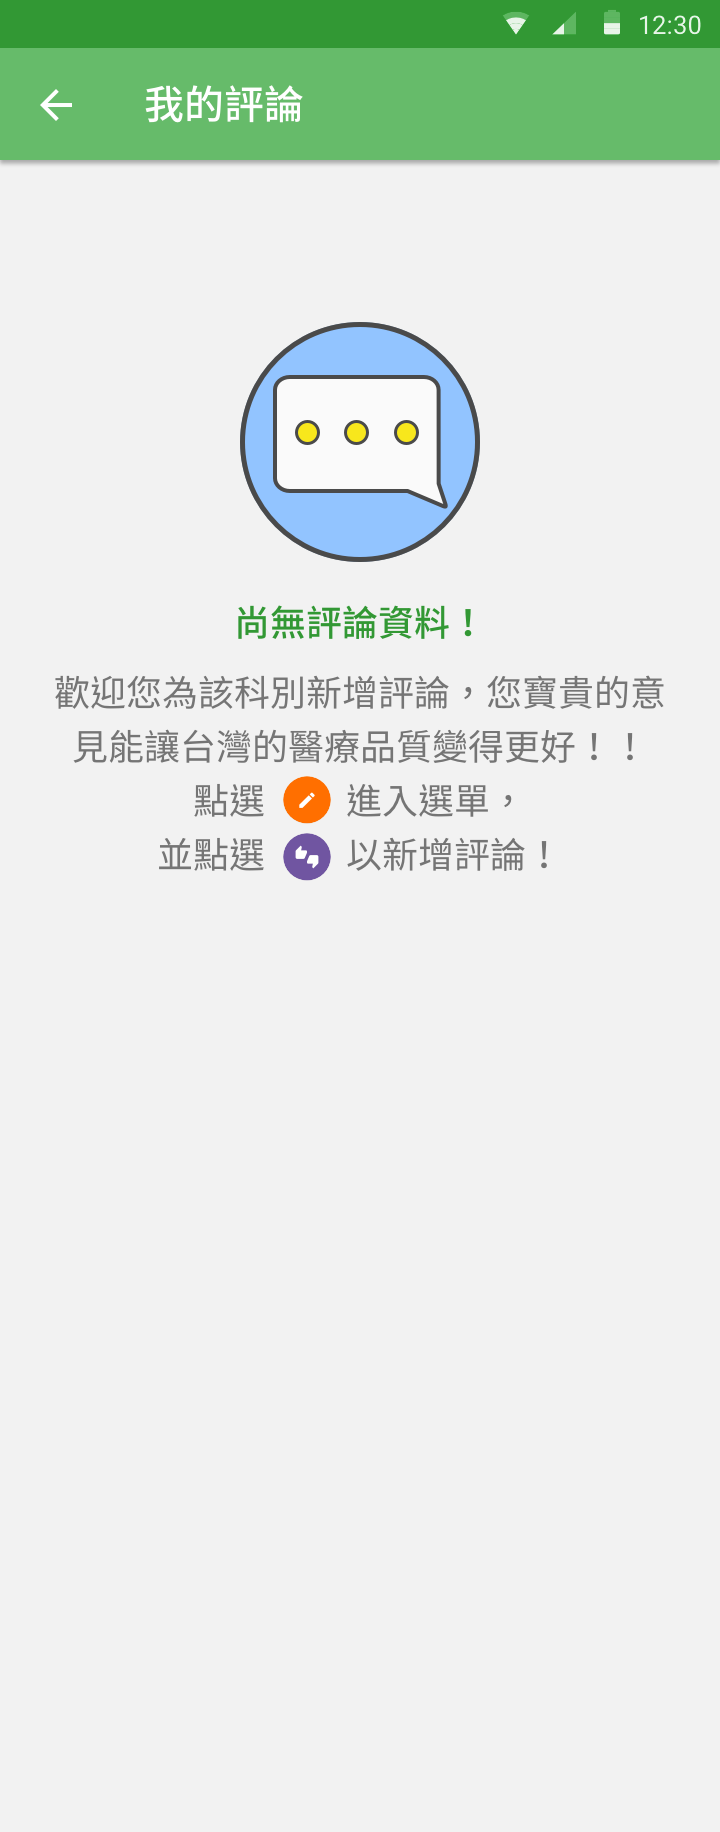 12:30
我的評論
尚無評論資料！
歡迎您為該科別新增評論，您寶貴的意
見能讓台灣的醫療品質變得更好！！
點選 進入選單，
並點選 以新增評論！